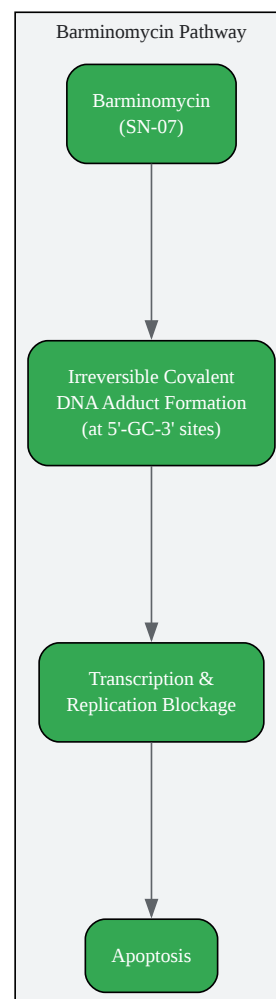 Barminomycin Pathway
Barminomycin
(SN-07)
Irreversible Covalent
DNA Adduct Formation
(at 5'-GC-3' sites)
Transcription &
Replication Blockage
Apoptosis